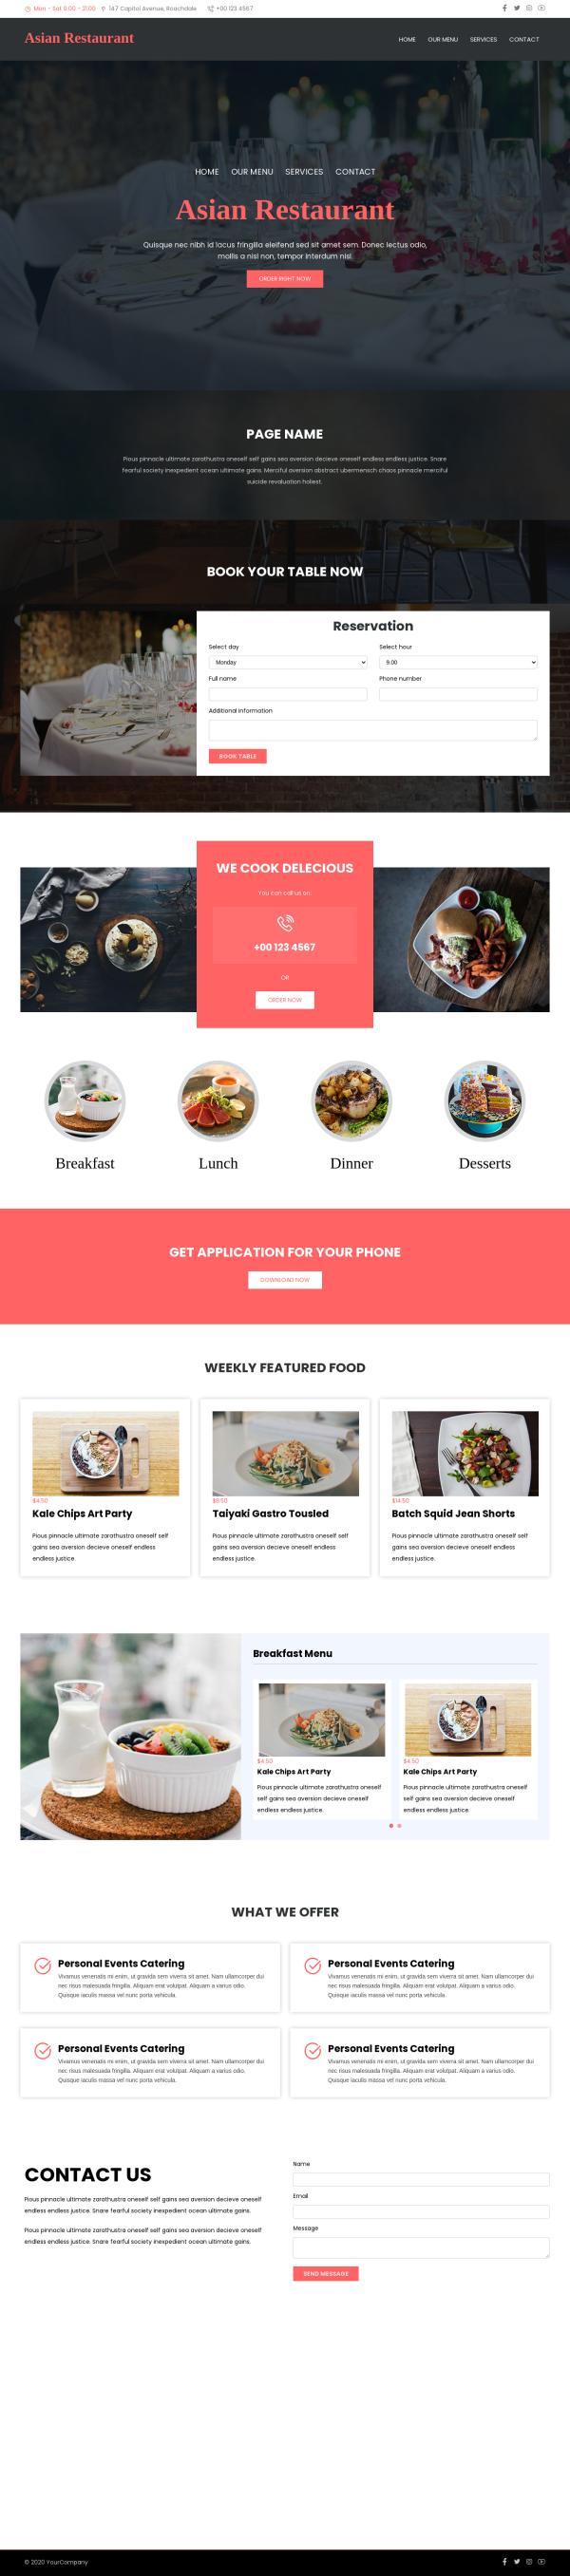 Mon - Sat 9.00 - 21.00 147 Capitol Avenue, Roachdale +00 123 4567
Asian Restaurant
HOME OUR MENU SERVICES CONTACT
HOME OUR MENU SERVICES CONTACT
Asian Restaurant
Quisque nec nibh id lacus fringilla eleifend sed sit amet sem. Donec lectus odio,
mollis a nisl non, tempor interdum nisl.
ORDER RIGHT NOW
PAGE NAME
Pious pinnacle ultimate zarathustra oneself self gains sea aversion decieve oneself endless endless justice. Snare
fearful society inexpedient ocean ultimate gains. Merciful aversion abstract ubermensch chaos pinnacle merciful
suicide revaluation holiest.
BOOK YOUR TABLE NOW
Reservation
Select day
Select hour
Monday
9.00
Full name
Phone number
Additional information
BOOK TABLE
WE COOK DELECIOUS
You can call us on:
+00 123 4567
OR
ORDER NOW
Breakfast
Lunch
Dinner
Desserts
GET APPLICATION FOR YOUR PHONE
DOWNLOAD NOW
WEEKLY FEATURED FOOD
$4.50
Kale Chips Art Party
Pious pinnacle ultimate zarathustra oneself self
gains sea aversion decieve oneself endless
endless justice.
$8.50
Taiyaki Gastro Tousled
Pious pinnacle ultimate zarathustra oneself self
gains sea aversion decieve oneself endless
endless justice.
$14.50
Batch Squid Jean Shorts
Pious pinnacle ultimate zarathustra oneself self
gains sea aversion decieve oneself endless
endless justice.
Breakfast Menu
$4.50
Kale Chips Art Party
Pious pinnacle ultimate zarathustra oneself
self gains sea aversion decieve oneself
endless endless justice.
$4.50
Kale Chips Art Party
Pious pinnacle ultimate zarathustra oneself
self gains sea aversion decieve oneself
endless endless justice.
WHAT WE OFFER
Personal Events Catering
Vivamus venenatis mi enim, ut gravida sem viverra sit amet. Nam ullamcorper dui
nec risus malesuada fringilla. Aliquam erat volutpat. Aliquam a varius odio.
Quisque iaculis massa vel nunc porta vehicula.
Personal Events Catering
Vivamus venenatis mi enim, ut gravida sem viverra sit amet. Nam ullamcorper dui
nec risus malesuada fringilla. Aliquam erat volutpat. Aliquam a varius odio.
Quisque iaculis massa vel nunc porta vehicula.
Personal Events Catering
Vivamus venenatis mi enim, ut gravida sem viverra sit amet. Nam ullamcorper dui
nec risus malesuada fringilla. Aliquam erat volutpat. Aliquam a varius odio.
Quisque iaculis massa vel nunc porta vehicula.
Personal Events Catering
Vivamus venenatis mi enim, ut gravida sem viverra sit amet. Nam ullamcorper dui
nec risus malesuada fringilla. Aliquam erat volutpat. Aliquam a varius odio.
Quisque iaculis massa vel nunc porta vehicula.
CONTACT US
Pious pinnacle ultimate zarathustra oneself self gains sea aversion decieve oneself
endless endless justice. Snare fearful society inexpedient ocean ultimate gains.
Pious pinnacle ultimate zarathustra oneself self gains sea aversion decieve oneself
endless endless justice. Snare fearful society inexpedient ocean ultimate gains.
Name
Email
Message
SEND MESSAGE
© 2020 YourCompany